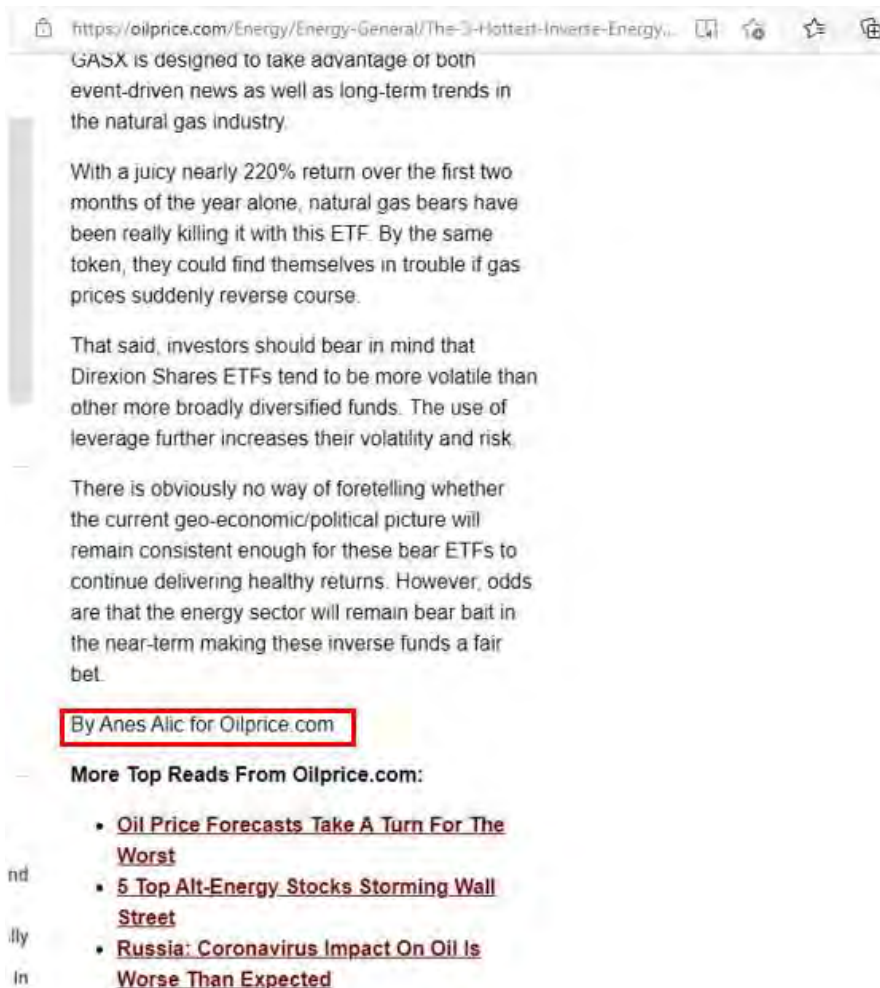 https://oilprice.com/Energy/Energy-General/The-3-Hottest-Inverse-Energy...
GASX is designed to take advantage of both
event-driven news as well as long-term trends in
the natural gas industry.
With a juicy nearly 220% return over the first two
months of the year alone, natural gas bears have
been really killing it with this ETF. By the same
token, they could find themselves in trouble if gas
prices suddenly reverse course.
That said, investors should bear in mind that
Direxion Shares ETFs tend to be more volatile than
other more broadly diversified funds. The use of
leverage further increases their volatility and risk.
There is obviously no way of foretelling whether
the current geo-economic/political picture will
remain consistent enough for these bear ETFs to
continue delivering healthy returns. However, odds
are that the energy sector will remain bear bait in
the near-term making these inverse funds a fair
bet.
By Anes Alic for Oilprice.com
More Top Reads From Oilprice.com:
• Oil Price Forecasts Take A Turn For The
Worst
nd
• 5 Top Alt-Energy Stocks Storming Wall
Street
lly
• Russia: Coronavirus Impact On Oil Is
In
Worse Than Expected